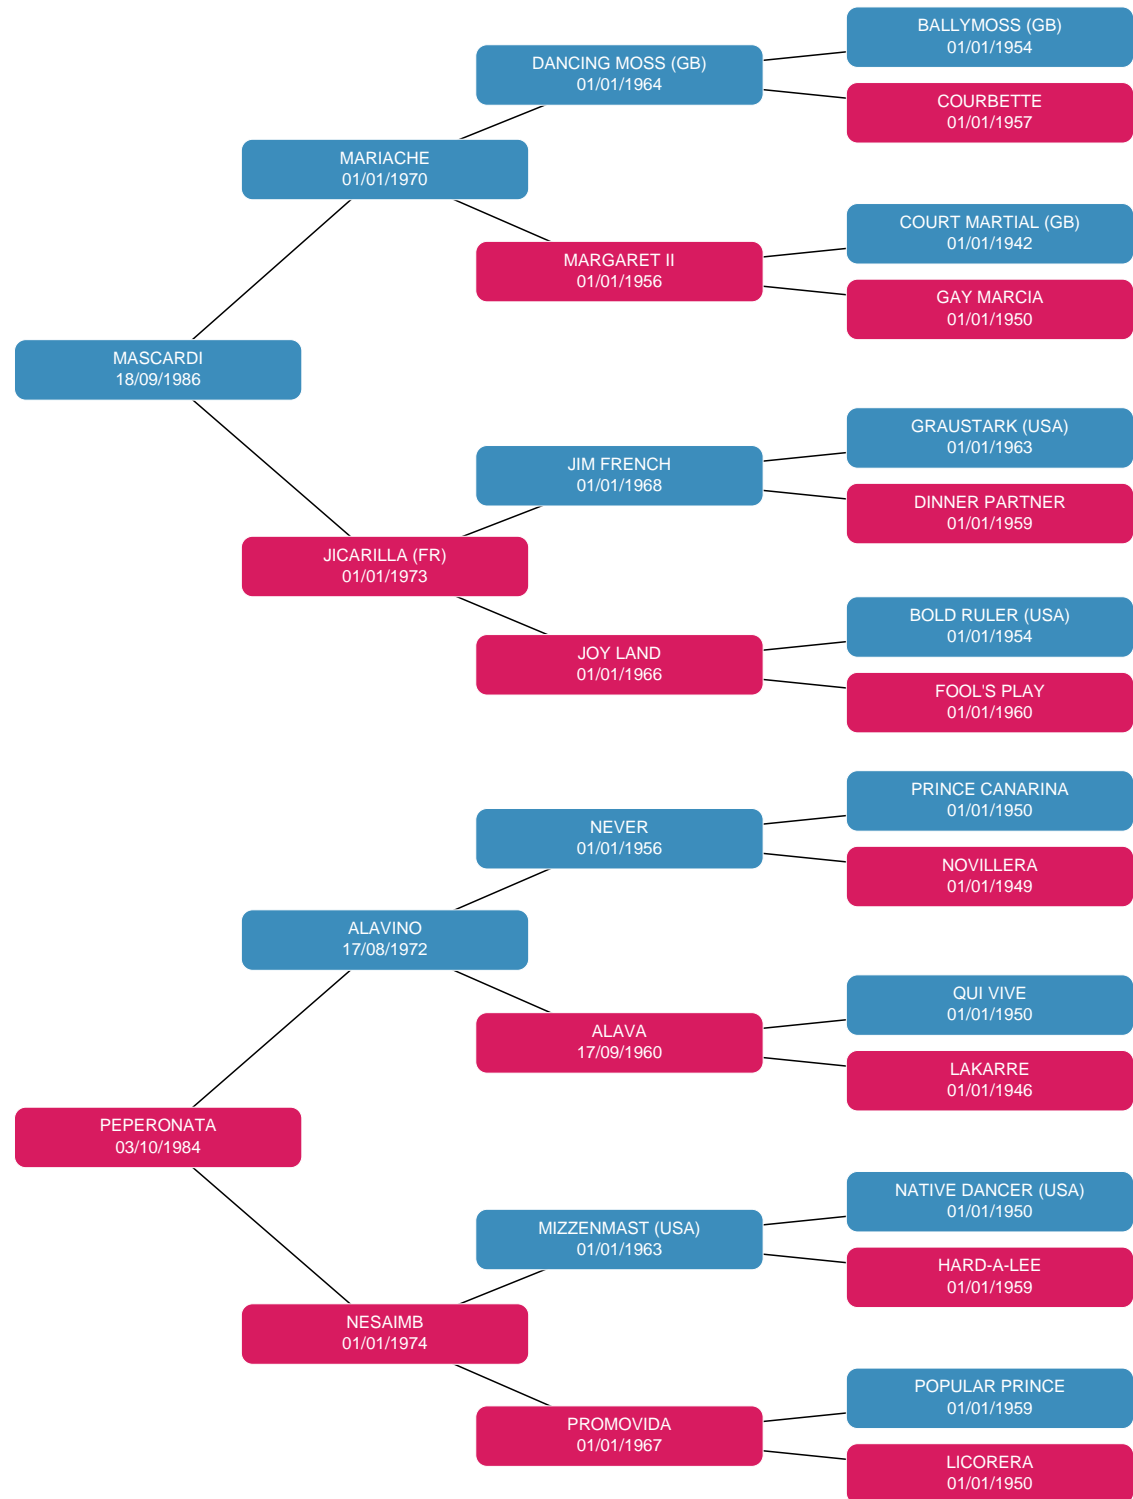 BALLYMOSS (GB)
01/01/1954
DANCING MOSS (GB)
01/01/1964
COURBETTE
01/01/1957
MARIACHE
01/01/1970
COURT MARTIAL (GB)
01/01/1942
MARGARET II
01/01/1956
GAY MARCIA
01/01/1950
MASCARDI
18/09/1986
GRAUSTARK (USA)
01/01/1963
JIM FRENCH
01/01/1968
DINNER PARTNER
01/01/1959
JICARILLA (FR)
01/01/1973
BOLD RULER (USA)
01/01/1954
JOY LAND
01/01/1966
FOOL'S PLAY
01/01/1960
PRINCE CANARINA
01/01/1950
NEVER
01/01/1956
NOVILLERA
01/01/1949
ALAVINO
17/08/1972
QUI VIVE
01/01/1950
ALAVA
17/09/1960
LAKARRE
01/01/1946
PEPERONATA
03/10/1984
NATIVE DANCER (USA)
01/01/1950
MIZZENMAST (USA)
01/01/1963
HARD-A-LEE
01/01/1959
NESAIMB
01/01/1974
POPULAR PRINCE
01/01/1959
PROMOVIDA
01/01/1967
LICORERA
01/01/1950